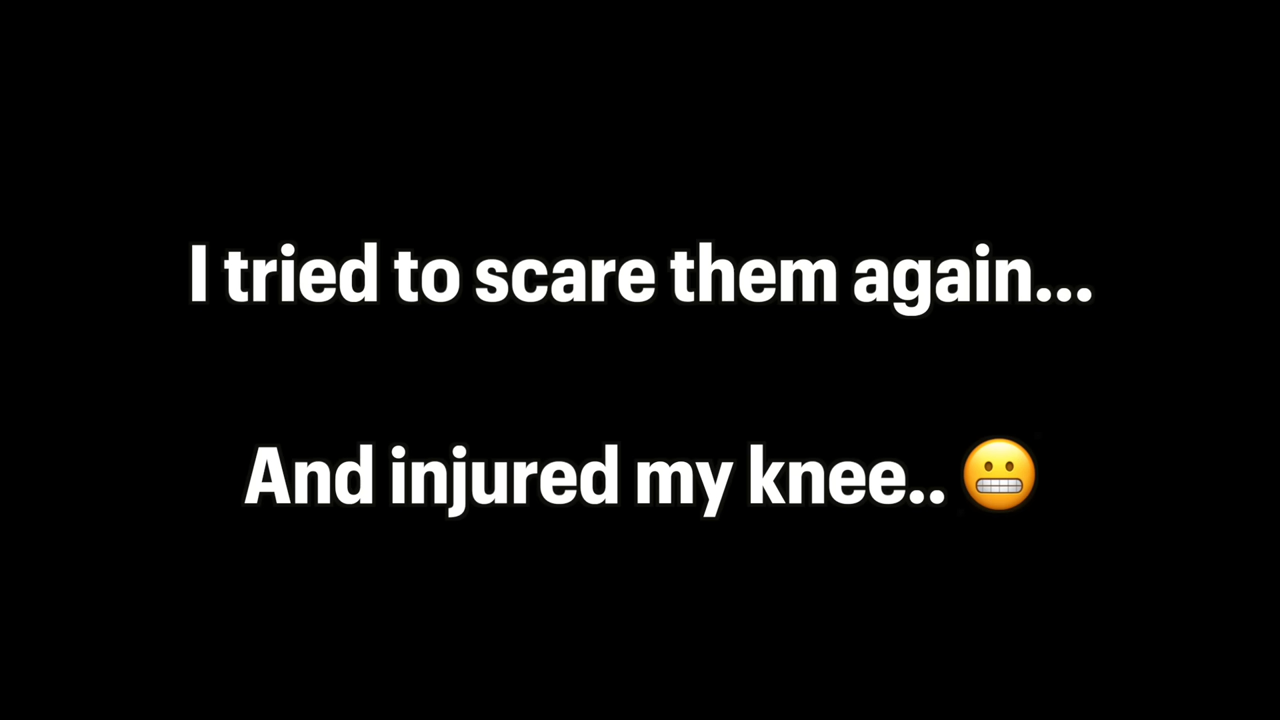 I tried to scare them again...
And injured my knee.. 😬